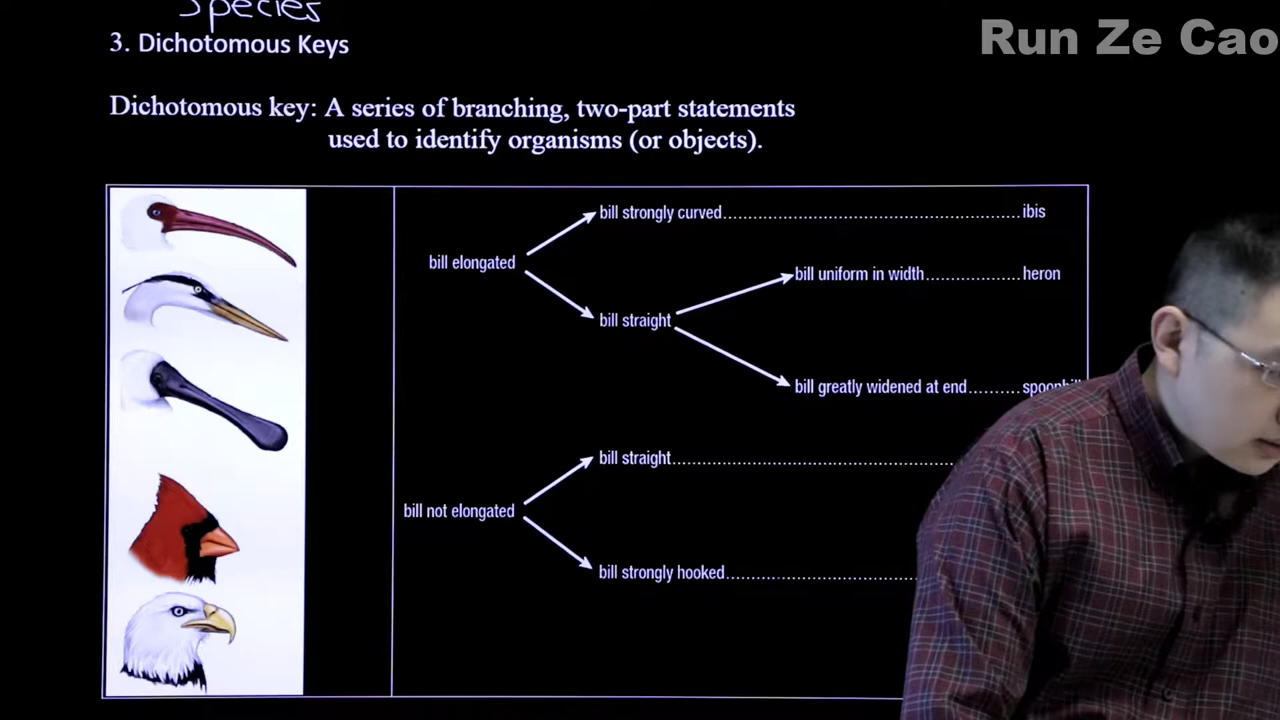 Species
Run Ze Cao
3. Dichotomous Keys
Dichotomous key: A series of branching, two-part statements
used to identify organisms (or objects).
bill strongly curved........................................................ibis
bill elongated
bill uniform in width..................heron
bill straight
bill greatly widened at end.........
bill straight
bill not elongated
bill strongly hooked